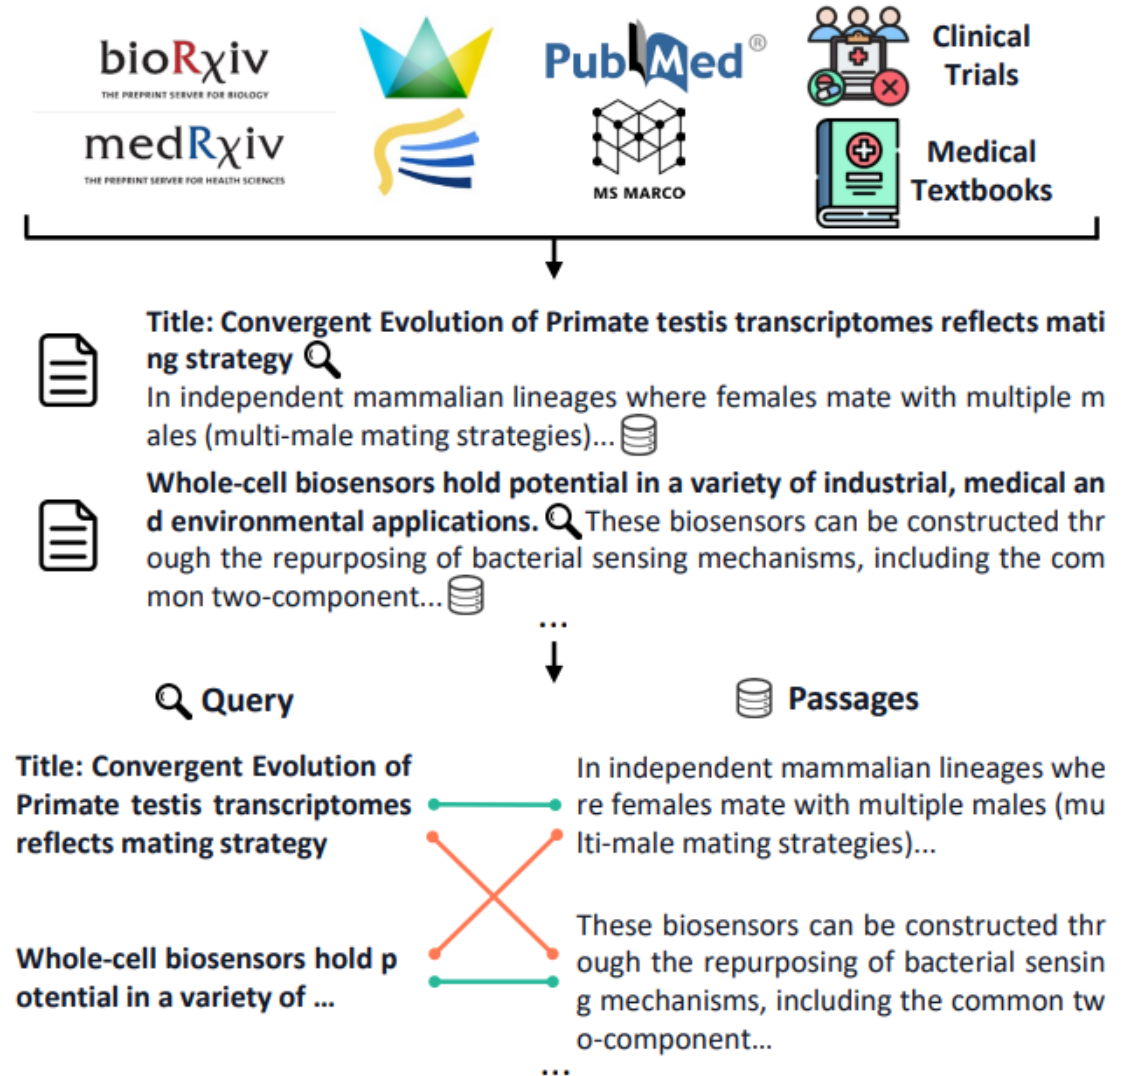 bioRχiv
THE PREPRINT SERVER FOR BIOLOGY
medRχiv
THE PREPRINT SERVER FOR HEALTH SCIENCES
PubMed®
MS MARCO
Clinical
Trials
Medical
Textbooks
Title: Convergent Evolution of Primate testis transcriptomes reflects mati
ng strategy
In independent mammalian lineages where females mate with multiple m
ales (multi-male mating strategies)...
Whole-cell biosensors hold potential in a variety of industrial, medical an
d environmental applications. These biosensors can be constructed thr
ough the repurposing of bacterial sensing mechanisms, including the com
mon two-component...
...
Query
Passages
Title: Convergent Evolution of
Primate testis transcriptomes
reflects mating strategy
In independent mammalian lineages whe
re females mate with multiple males (mu
lti-male mating strategies)...
Whole-cell biosensors hold p
otential in a variety of ...
These biosensors can be constructed thr
ough the repurposing of bacterial sensin
g mechanisms, including the common tw
o-component...
...